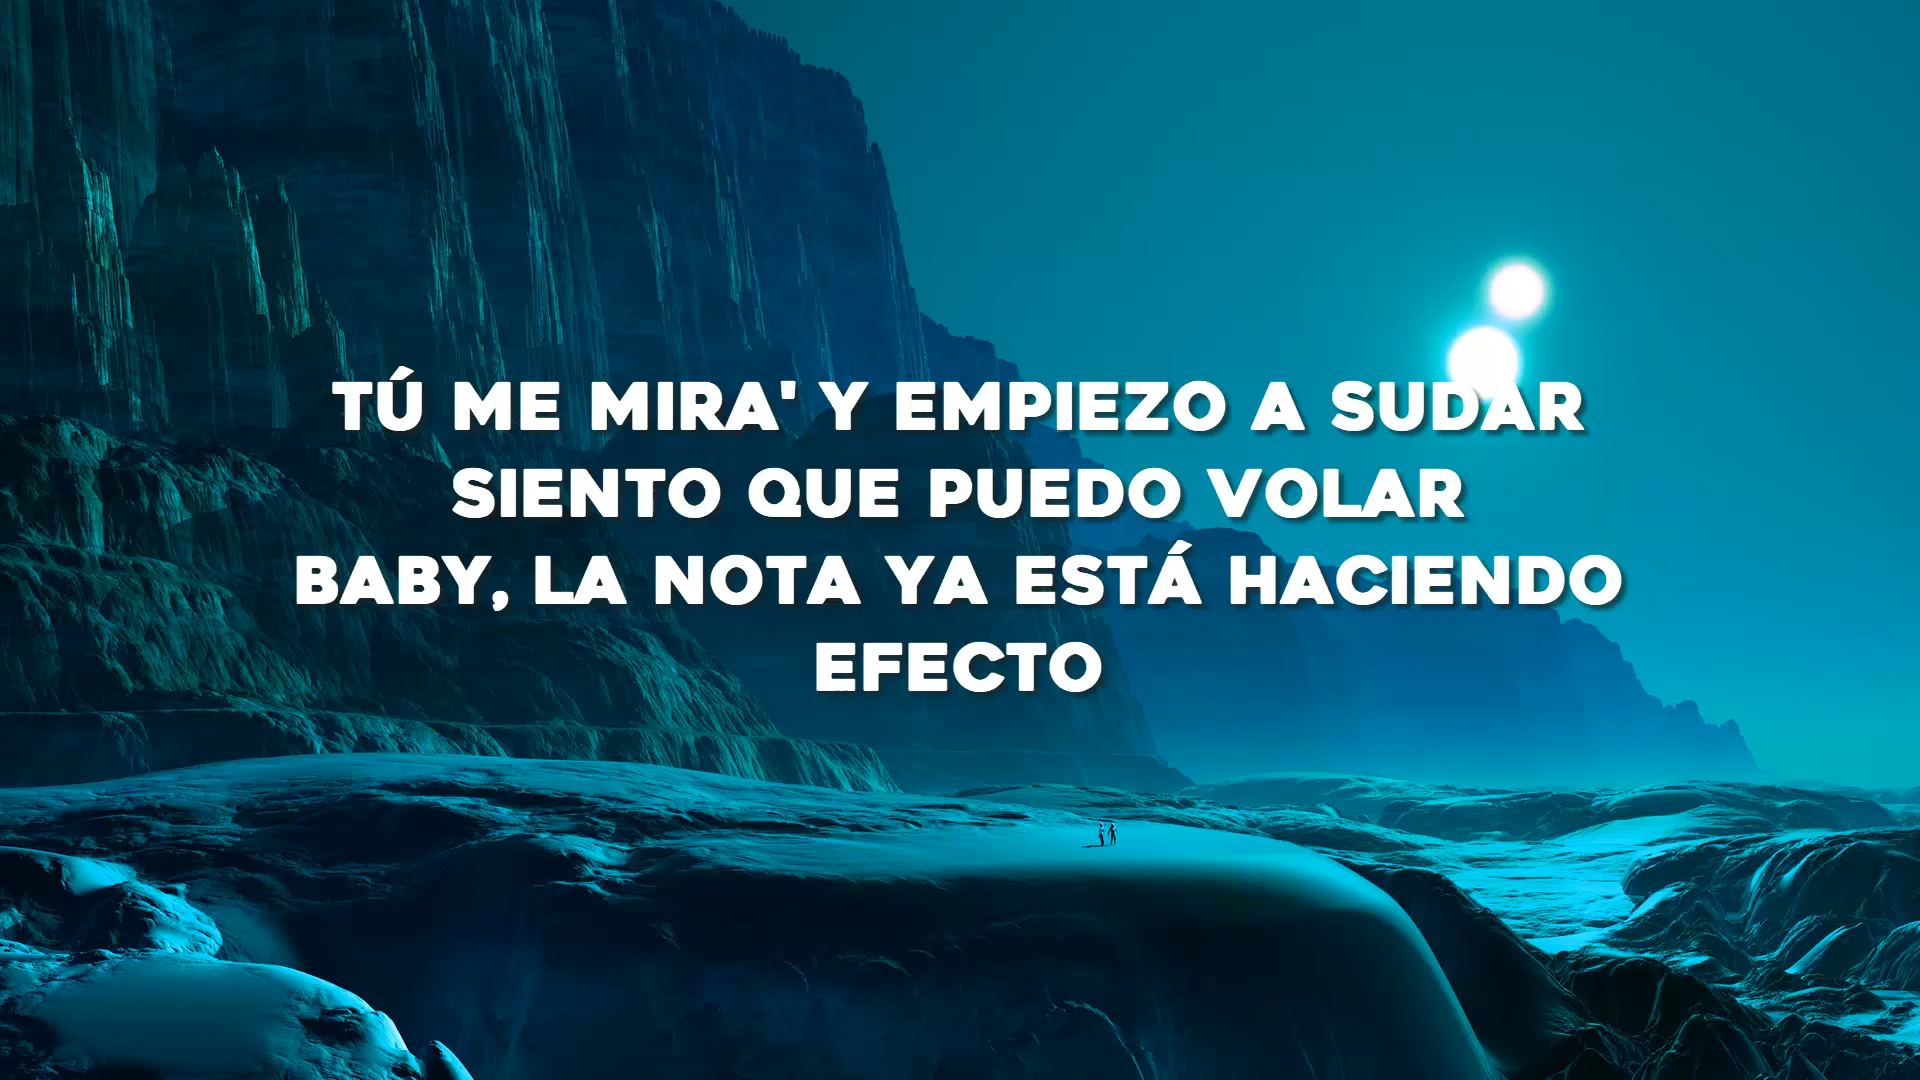 TÚ ME MIRA' Y EMPIEZO A SUDAR
SIENTO QUE PUEDO VOLAR
BABY, LA NOTA YA ESTÁ HACIENDO
EFECTO